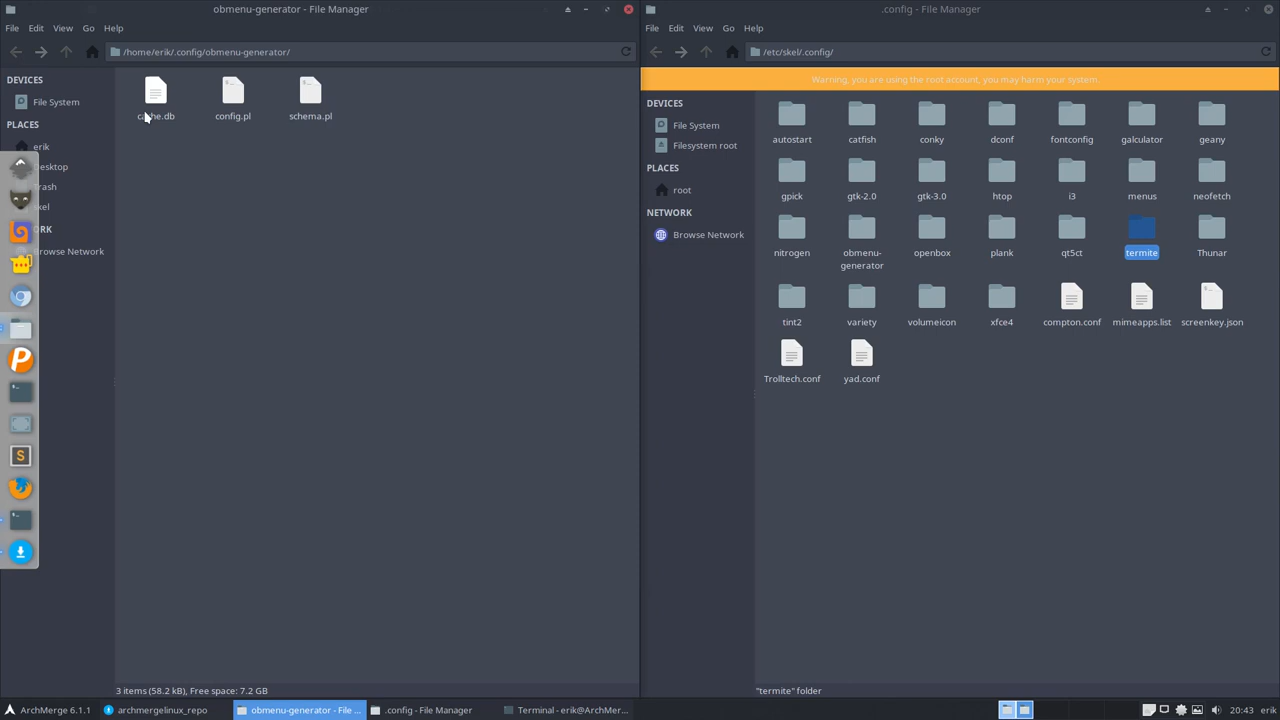 obmenu-generator - File Manager
File Edit View Go Help
/home/erik/.config/obmenu-generator/
DEVICES
File System
PLACES
erik
esktop
rash
kel
RK
Browse Network
cache.db config.pl schema.pl
3 items (58.2 kB), Free space: 7.2 GB
.config - File Manager
File Edit View Go Help
/etc/skel/.config/
Warning, you are using the root account, you may harm your system.
DEVICES
File System
Filesystem root
PLACES
root
NETWORK
Browse Network
autostart catfish conky dconf fontconfig galculator geany
gpick gtk-2.0 gtk-3.0 htop i3 menus neofetch
nitrogen obmenu-generator openbox plank qt5ct termite Thunar
tint2 variety volumeicon xfce4 compton.conf mimeapps.list screenkey.json
Trolltech.conf yad.conf
"termite" folder
ArchMerge 6.1.1 archmergelinux_repo obmenu-generator - File ... .config - File Manager Terminal - erik@ArchMer... 20:43 erik